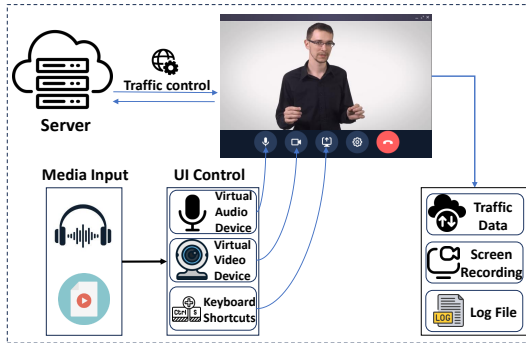 Traffic control
Server
Media Input
UI Control
Virtual
Audio
Device
Virtual
Video
Device
Ctrl
S
Keyboard
Shortcuts
Traffic
Data
Screen
Recording
LOG
Log File